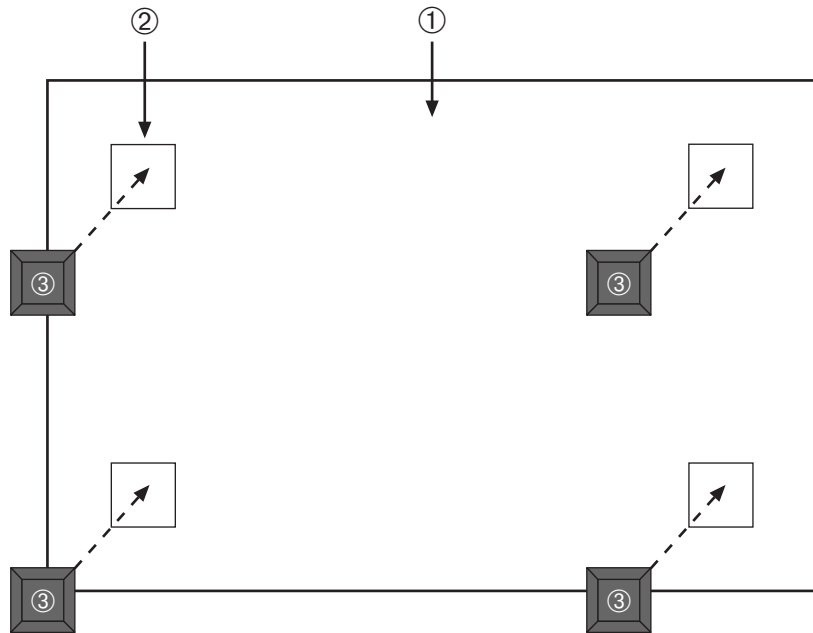 ② ①
③ ③
③ ③